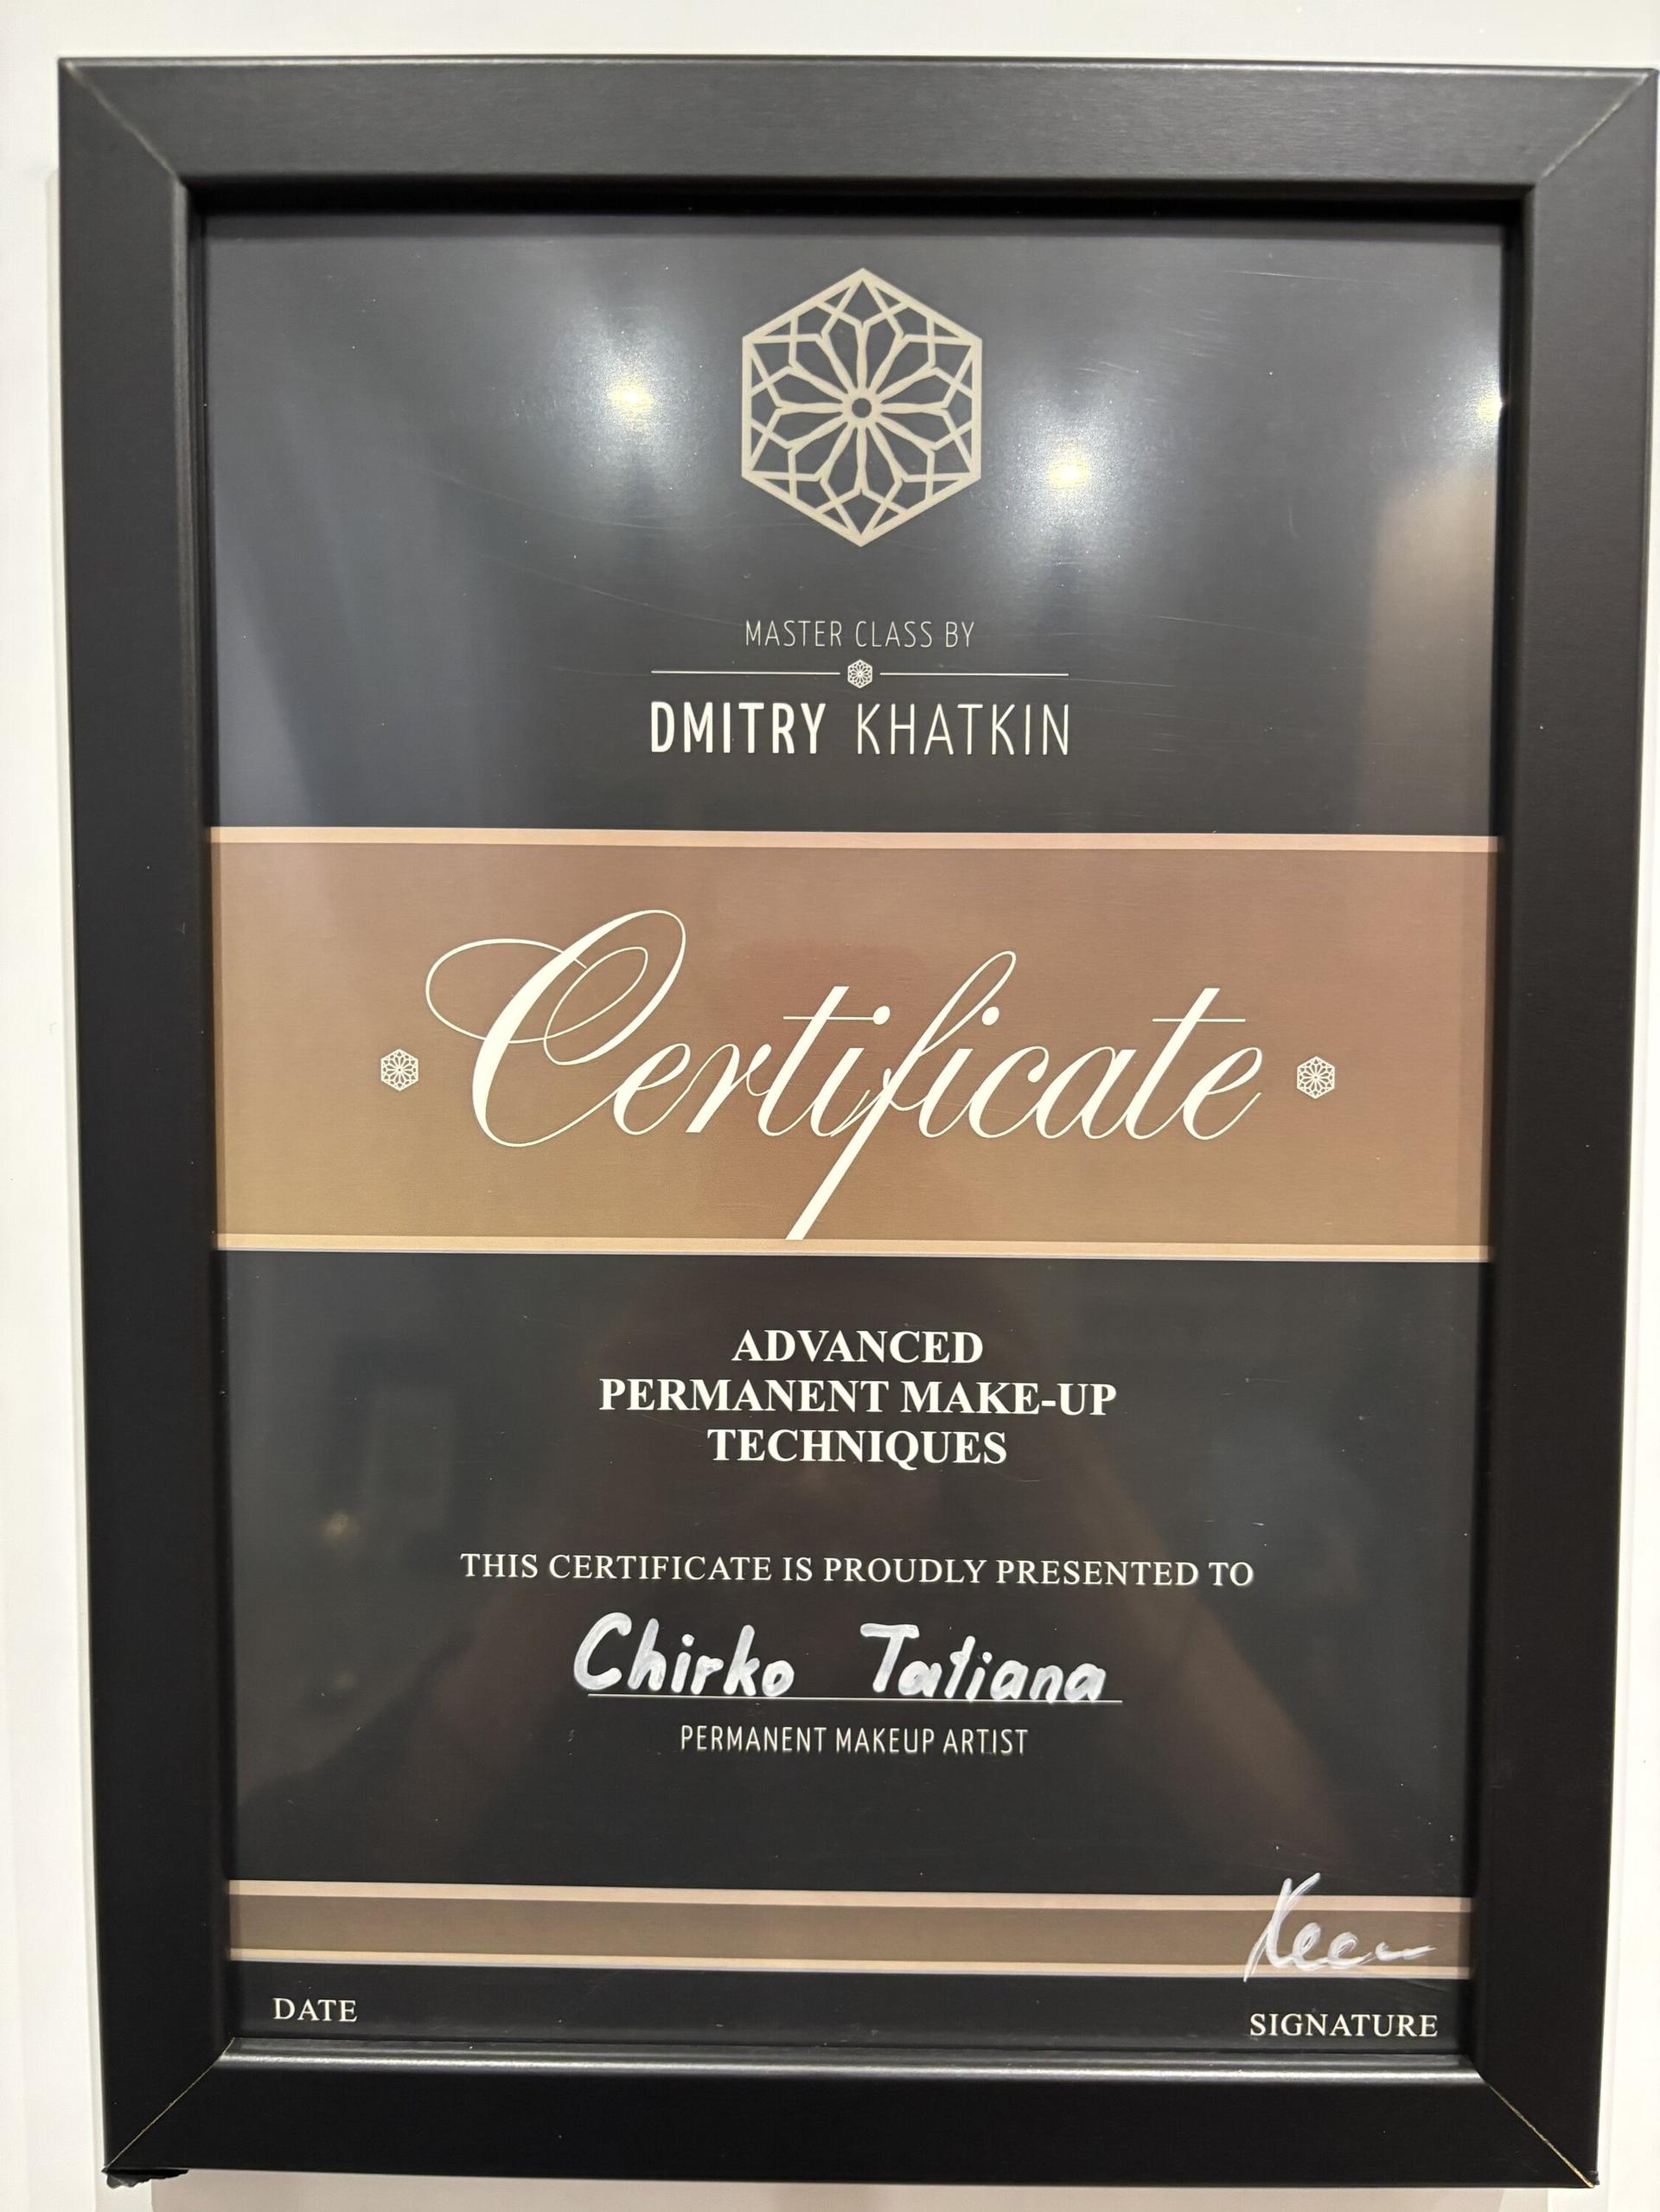 MASTER CLASS BY
DMITRY KHATKIN
Certificate
ADVANCED
PERMANENT MAKE-UP
TECHNIQUES
THIS CERTIFICATE IS PROUDLY PRESENTED TO
Chirko Tatiana
PERMANENT MAKEUP ARTIST
DATE
SIGNATURE